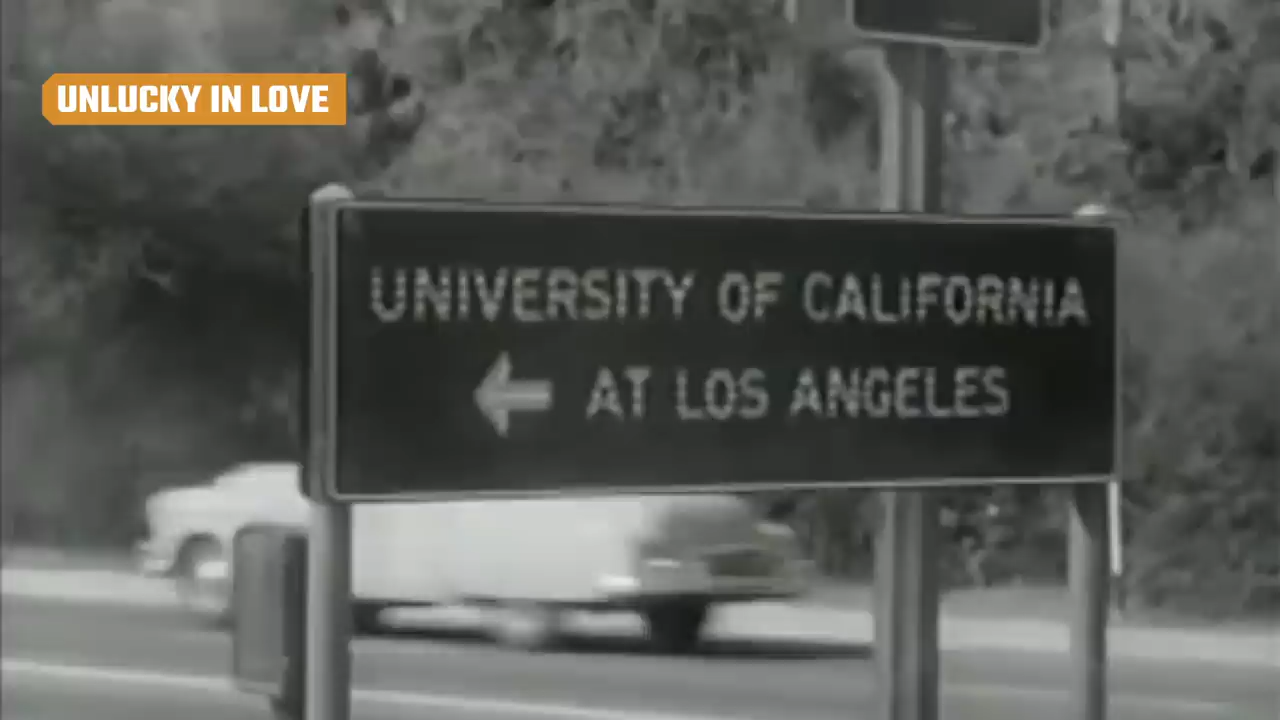 UNLUCKY IN LOVE
UNIVERSITY OF CALIFORNIA
← AT LOS ANGELES